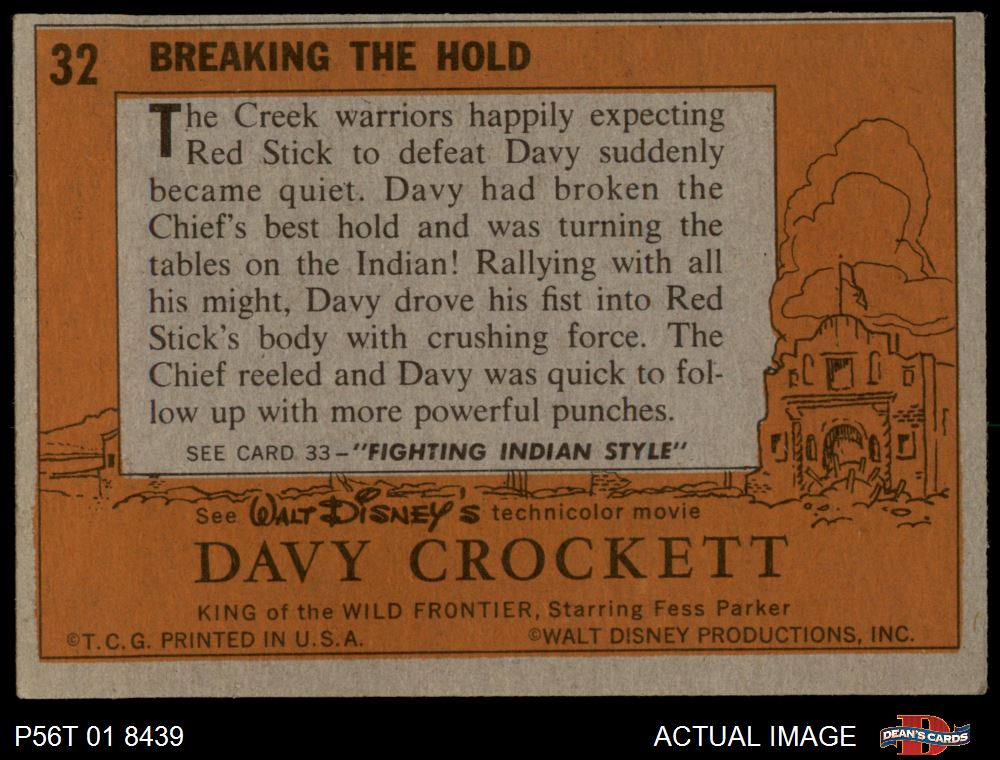 32 BREAKING THE HOLD
The Creek warriors happily expecting
Red Stick to defeat Davy suddenly
became quiet. Davy had broken the
Chief's best hold and was turning the
tables on the Indian! Rallying with all
his might, Davy drove his fist into Red
Stick's body with crushing force. The
Chief reeled and Davy was quick to fol-
low up with more powerful punches.
SEE CARD 33–"FIGHTING INDIAN STYLE"
See WALT DISNEY'S technicolor movie
DAVY CROCKETT
KING of the WILD FRONTIER, Starring Fess Parker
©T.C.G. PRINTED IN U.S.A. ©WALT DISNEY PRODUCTIONS, INC.
P56T 01 8439 ACTUAL IMAGE D DEAN'S CARDS